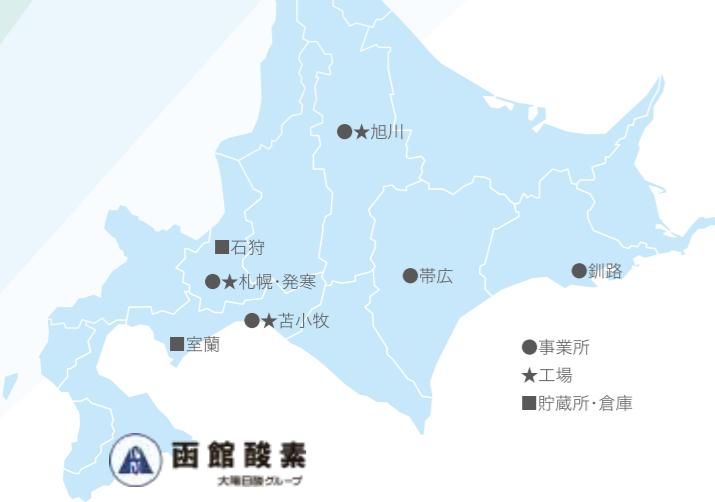 ●★旭川
■石狩
●★札幌・発寒
●帯広
●釧路
●★苫小牧
■室蘭
●事業所
★工場
■貯蔵所・倉庫
函館酸素
大陽日酸グループ